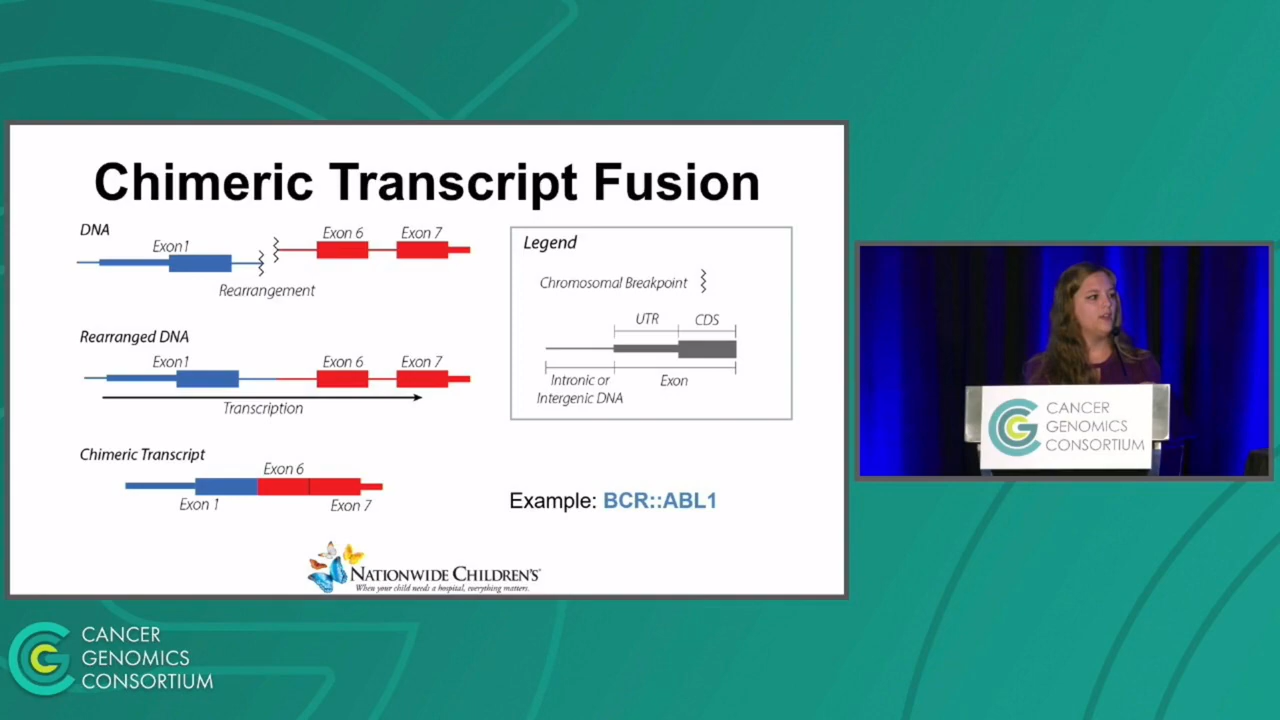 Chimeric Transcript Fusion
DNA
Exon1
Exon 6
Exon 7
Rearrangement
Rearranged DNA
Exon1
Exon 6
Exon 7
Transcription
Chimeric Transcript
Exon 6
Exon 1
Exon 7
Legend
Chromosomal Breakpoint
UTR
CDS
Intronic or
Intergenic DNA
Exon
Example: BCR::ABL1
NATIONWIDE CHILDREN'S
When your child needs a hospital, everything matters.
CANCER
GENOMICS
CONSORTIUM
CANCER
GENOMICS
CONSORTIUM